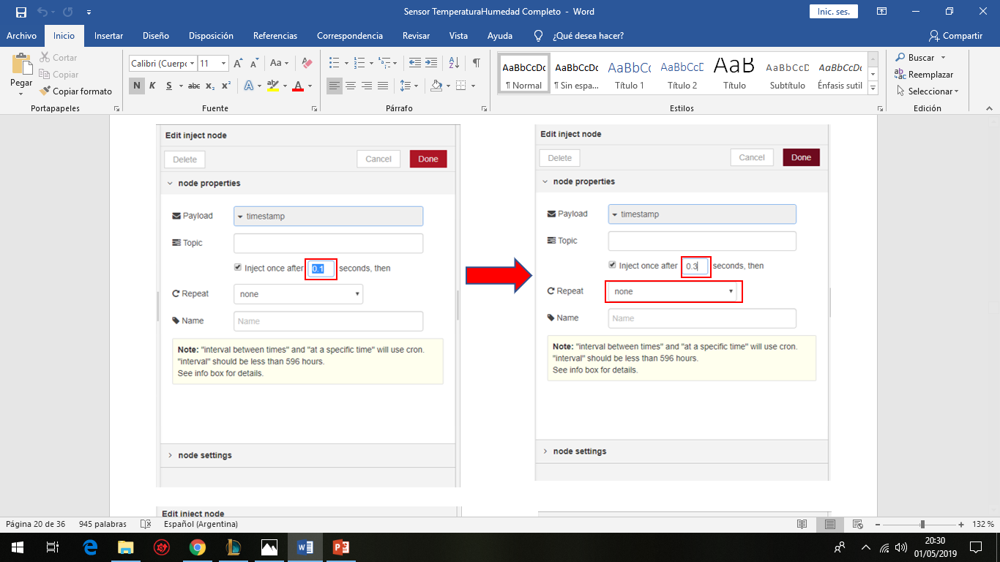 Sensor TemperaturaHumedad Completo - Word
Inic. ses.
Archivo Inicio Insertar Diseño Disposición Referencias Correspondencia Revisar Vista Ayuda ¿Qué desea hacer? Compartir
Pegar
Cortar
Copiar
Copiar formato
Portapapeles
Calibri (Cuerpo 11
Aa
N K S abc x₂ x²
A A
Fuente
Párrafo
AaBbCcDc AaBbCcDc AaBbCc AaBbCcD AaB AaBbCcD AaBbCcDc
¶ Normal ¶ Sin espa... Título 1 Título 2 Título Subtítulo Énfasis sutil
Estilos
Buscar
Reemplazar
Seleccionar
Edición
Edit inject node
Delete Cancel Done
node properties
Payload timestamp
Topic
Inject once after 0.1 seconds, then
Repeat none
Name Name
Note: "interval between times" and "at a specific time" will use cron.
"interval" should be less than 596 hours.
See info box for details.
node settings
Edit inject node
Delete Cancel Done
node properties
Payload timestamp
Topic
Inject once after 0.3 seconds, then
Repeat none
Name Name
Note: "interval between times" and "at a specific time" will use cron.
"interval" should be less than 596 hours.
See info box for details.
node settings
Edit inject node
Página 20 de 36 945 palabras Español (Argentina) 132 %
20:30
01/05/2019